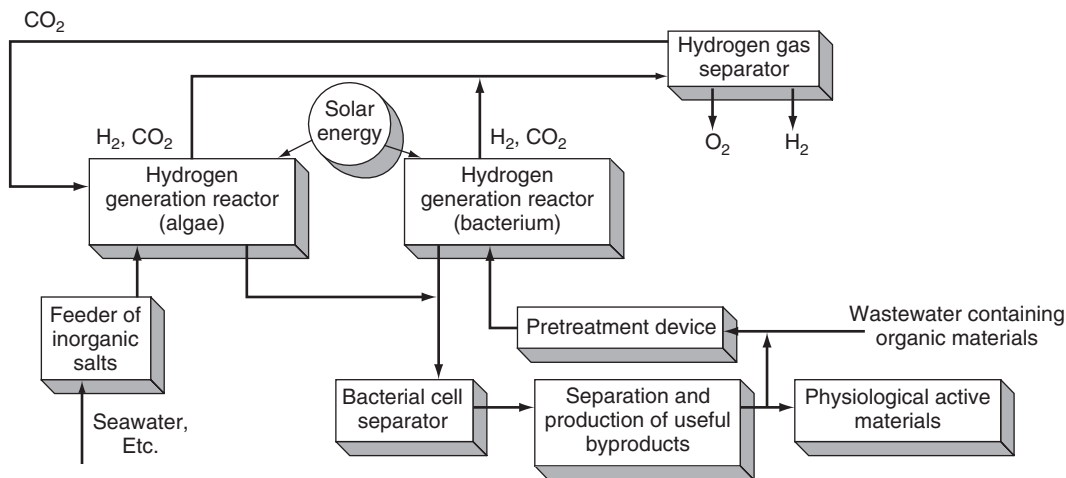 CO₂
Hydrogen gas
separator
Solar
energy
O₂
H₂
H₂, CO₂
H₂, CO₂
Hydrogen
generation reactor
(algae)
Hydrogen
generation reactor
(bacterium)
Feeder of
inorganic
salts
Pretreatment device
Wastewater containing
organic materials
Seawater,
Etc.
Bacterial cell
separator
Separation and
production of useful
byproducts
Physiological active
materials